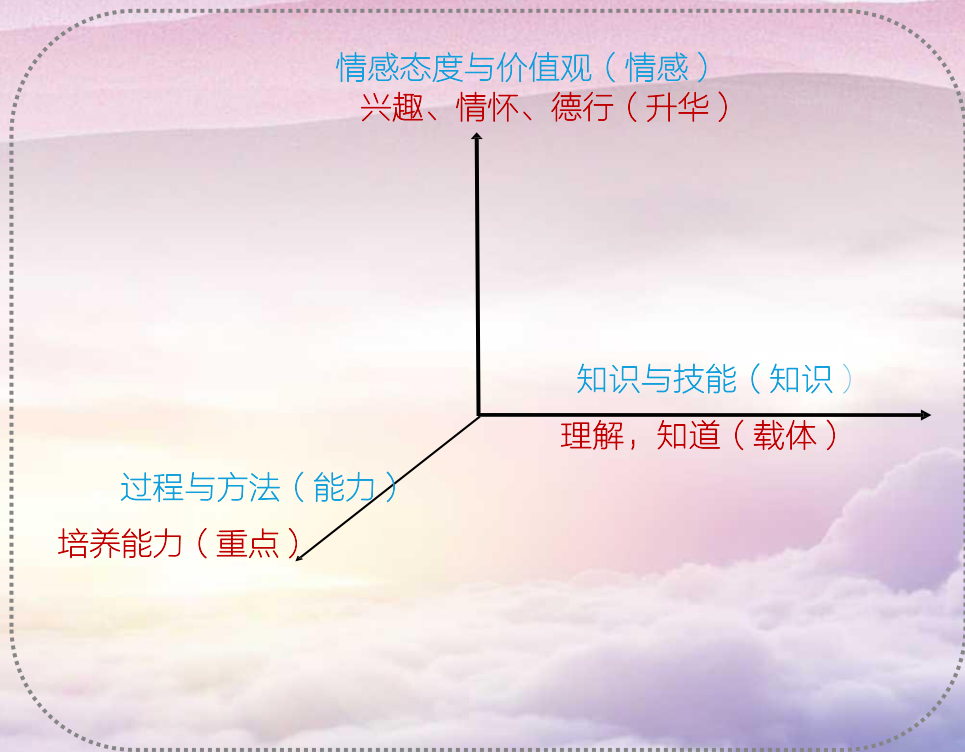 情感态度与价值观（情感）
兴趣、情怀、德行（升华）
知识与技能（知识）
理解，知道（载体）
过程与方法（能力）
培养能力（重点）